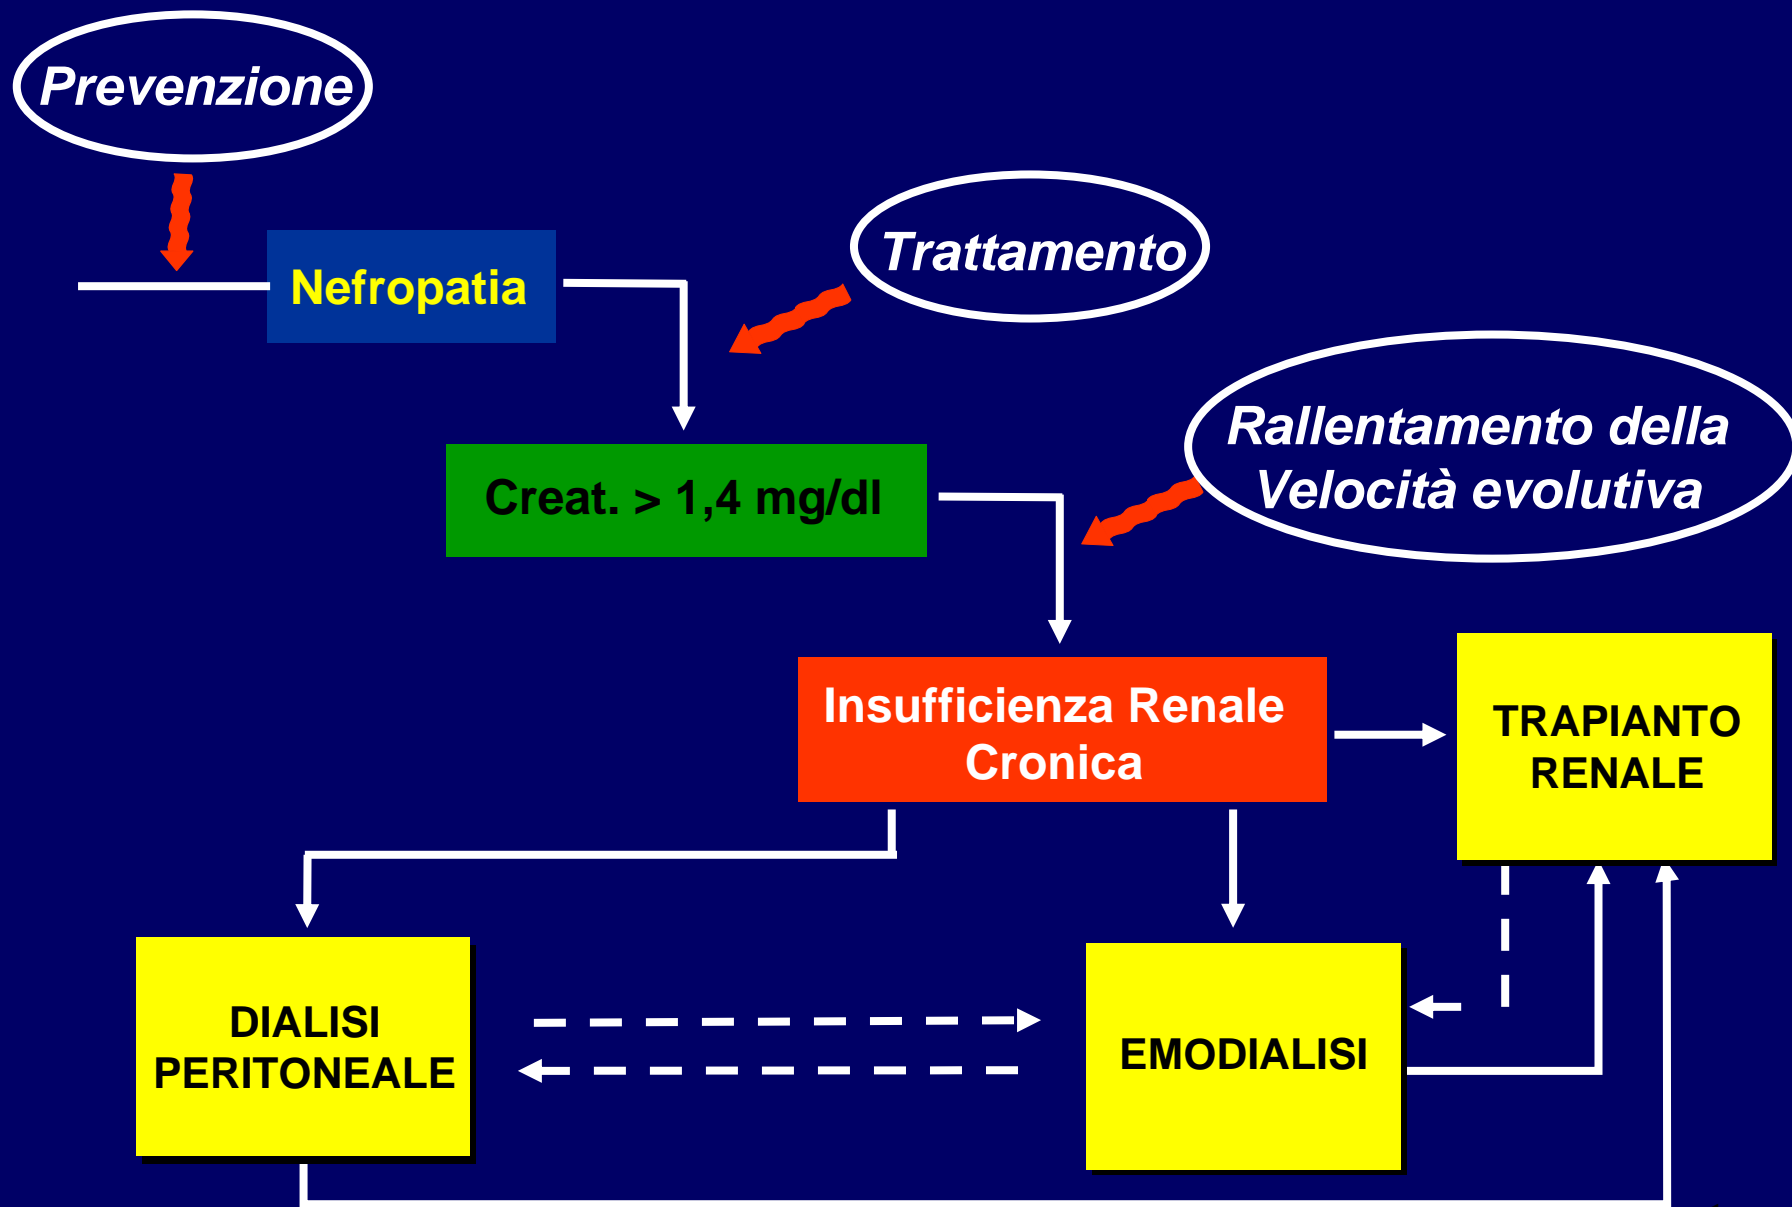 Prevenzione
Nefropatia
Trattamento
Creat. > 1,4 mg/dl
Rallentamento della
Velocità evolutiva
Insufficienza Renale
Cronica
TRAPIANTO
RENALE
DIALISI
PERITONEALE
EMODIALISI